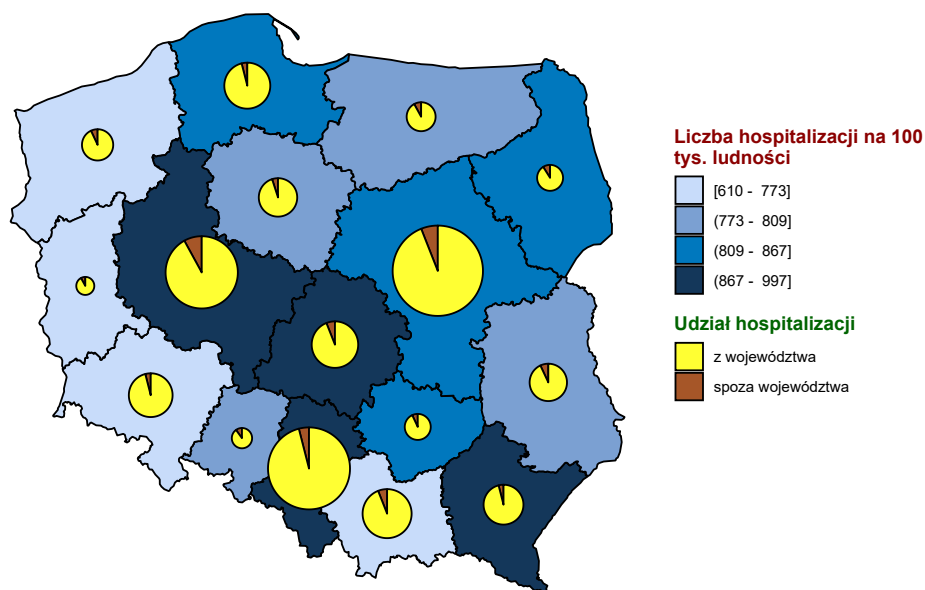 Liczba hospitalizacji na 100
tys. ludności
[610 - 773]
(773 - 809]
(809 - 867]
(867 - 997]
Udział hospitalizacji
z województwa
spoza województwa